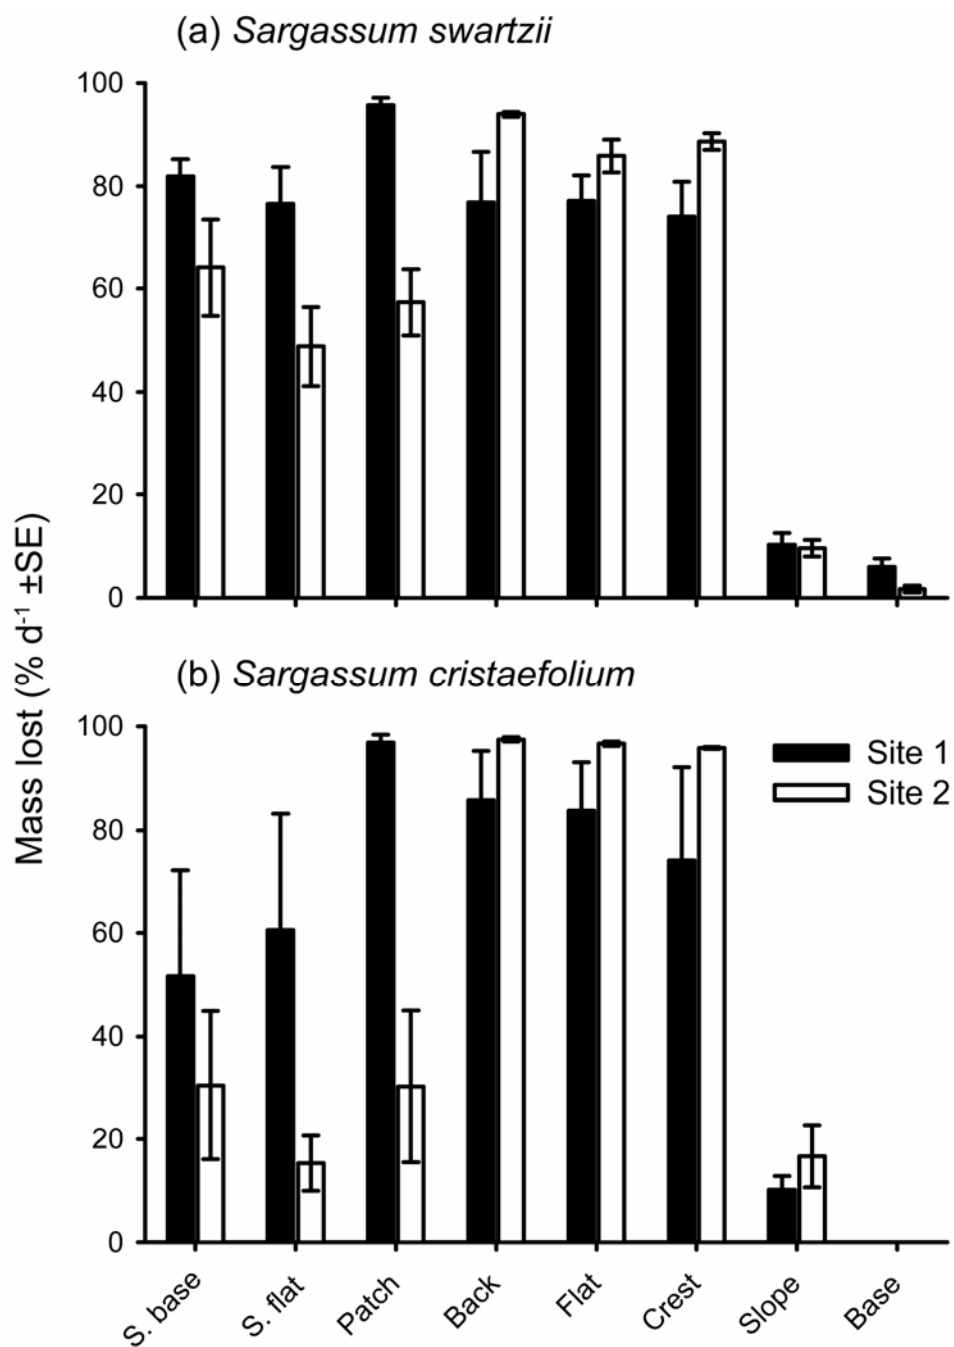 (a) Sargassum swartzii
100
80
60
40
20
0
Mass lost (% d⁻¹ ±SE)
(b) Sargassum cristaefolium
100
80
60
40
20
0
Site 1
Site 2
S. base
S. flat
Patch
Back
Flat
Crest
Slope
Base